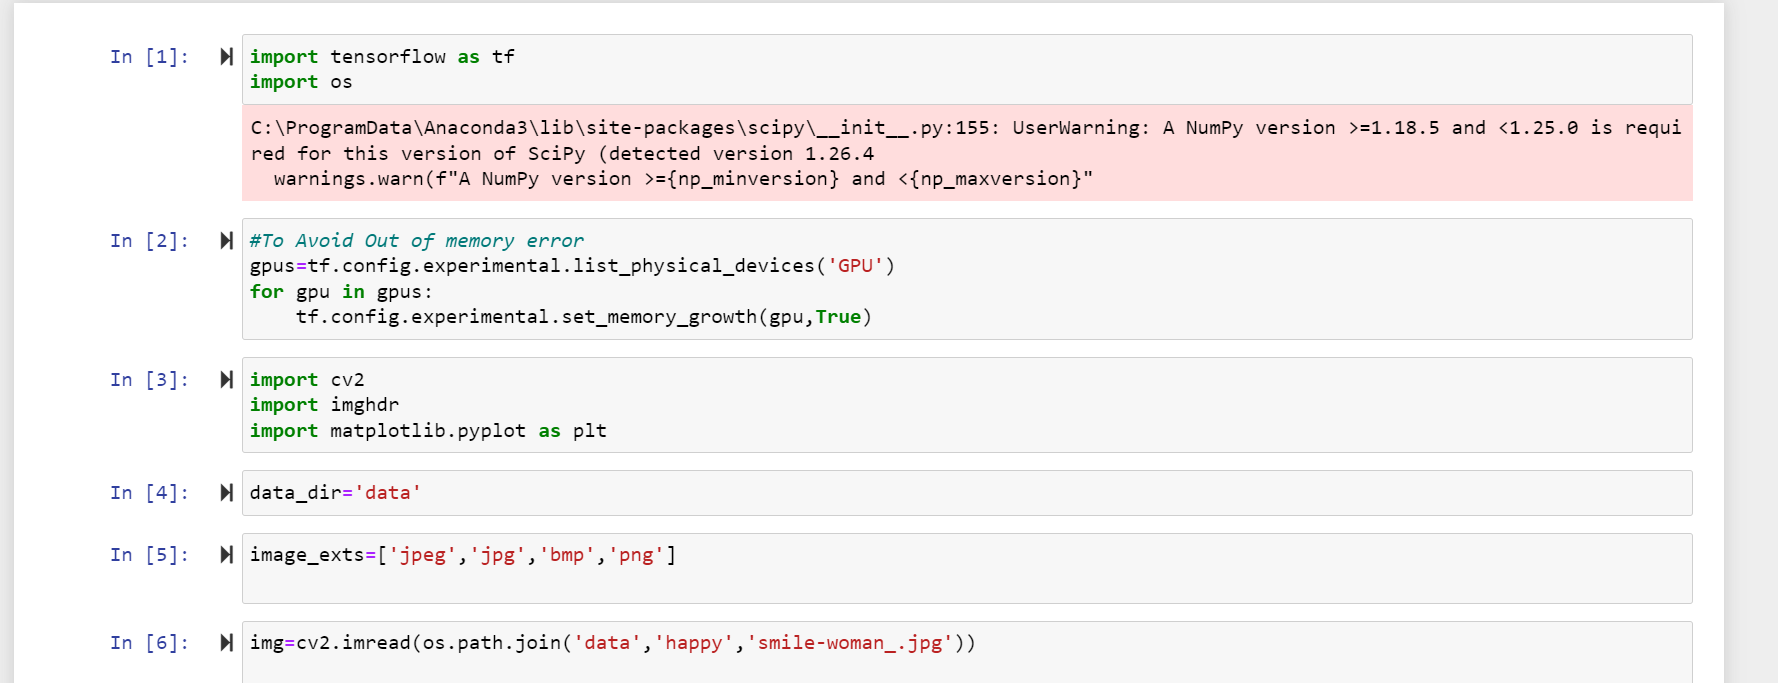 In [1]:
import tensorflow as tf
import os
C:\ProgramData\Anaconda3\lib\site-packages\scipy\__init__.py:155: UserWarning: A NumPy version >=1.18.5 and <1.25.0 is requi
red for this version of SciPy (detected version 1.26.4
  warnings.warn(f"A NumPy version >={np_minversion} and <{np_maxversion}"
In [2]:
#To Avoid Out of memory error
gpus=tf.config.experimental.list_physical_devices('GPU')
for gpu in gpus:
    tf.config.experimental.set_memory_growth(gpu,True)
In [3]:
import cv2
import imghdr
import matplotlib.pyplot as plt
In [4]:
data_dir='data'
In [5]:
image_exts=['jpeg','jpg','bmp','png']
In [6]:
img=cv2.imread(os.path.join('data','happy','smile-woman_.jpg'))